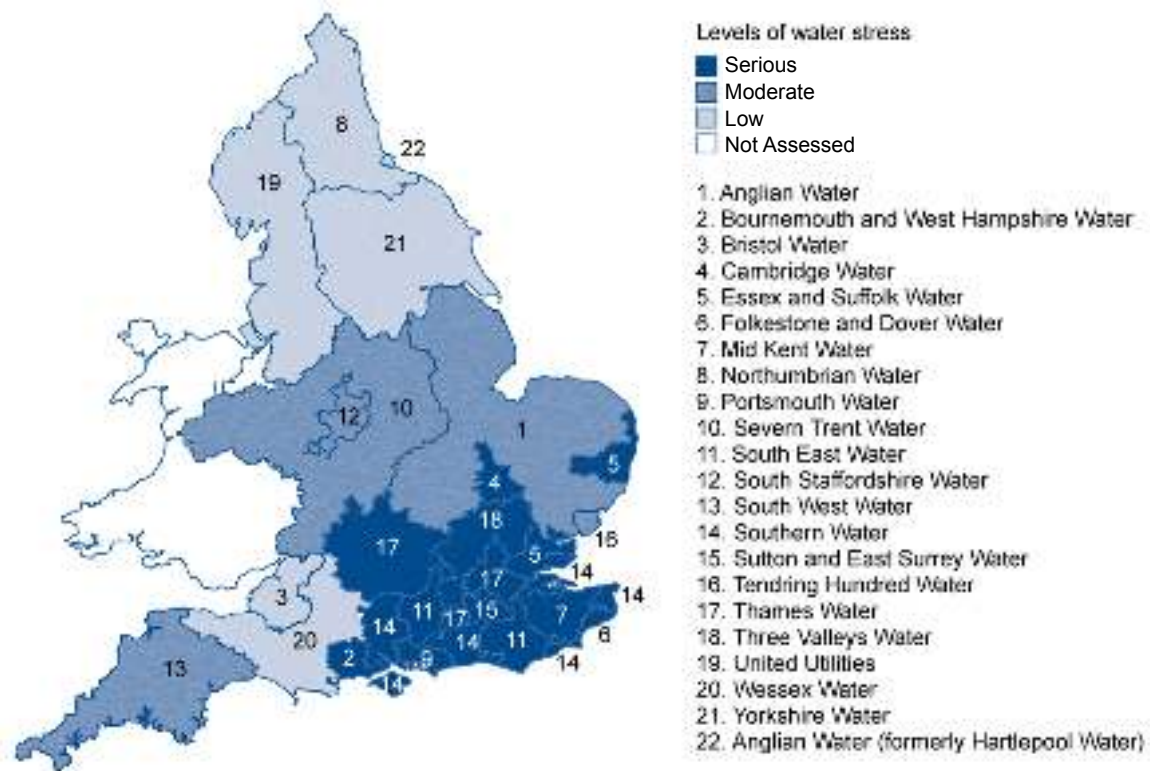 Levels of water stress
Serious
Moderate
Low
Not Assessed
1. Anglian Water
2. Bournemouth and West Hampshire Water
3. Bristol Water
4. Cambridge Water
5. Essex and Suffolk Water
6. Folkestone and Dover Water
7. Mid Kent Water
8. Northumbrian Water
9. Portsmouth Water
10. Severn Trent Water
11. South East Water
12. South Staffordshire Water
13. South West Water
14. Southern Water
15. Sutton and East Surrey Water
16. Tendring Hundred Water
17. Thames Water
18. Three Valleys Water
19. United Utilities
20. Wessex Water
21. Yorkshire Water
22. Anglian Water (formerly Hartlepool Water)
8
22
19
21
12
10
1
5
4
18
16
17
5
14
17
14
3
11
17
15
7
14
6
20
14
11
2
9
14
13
14